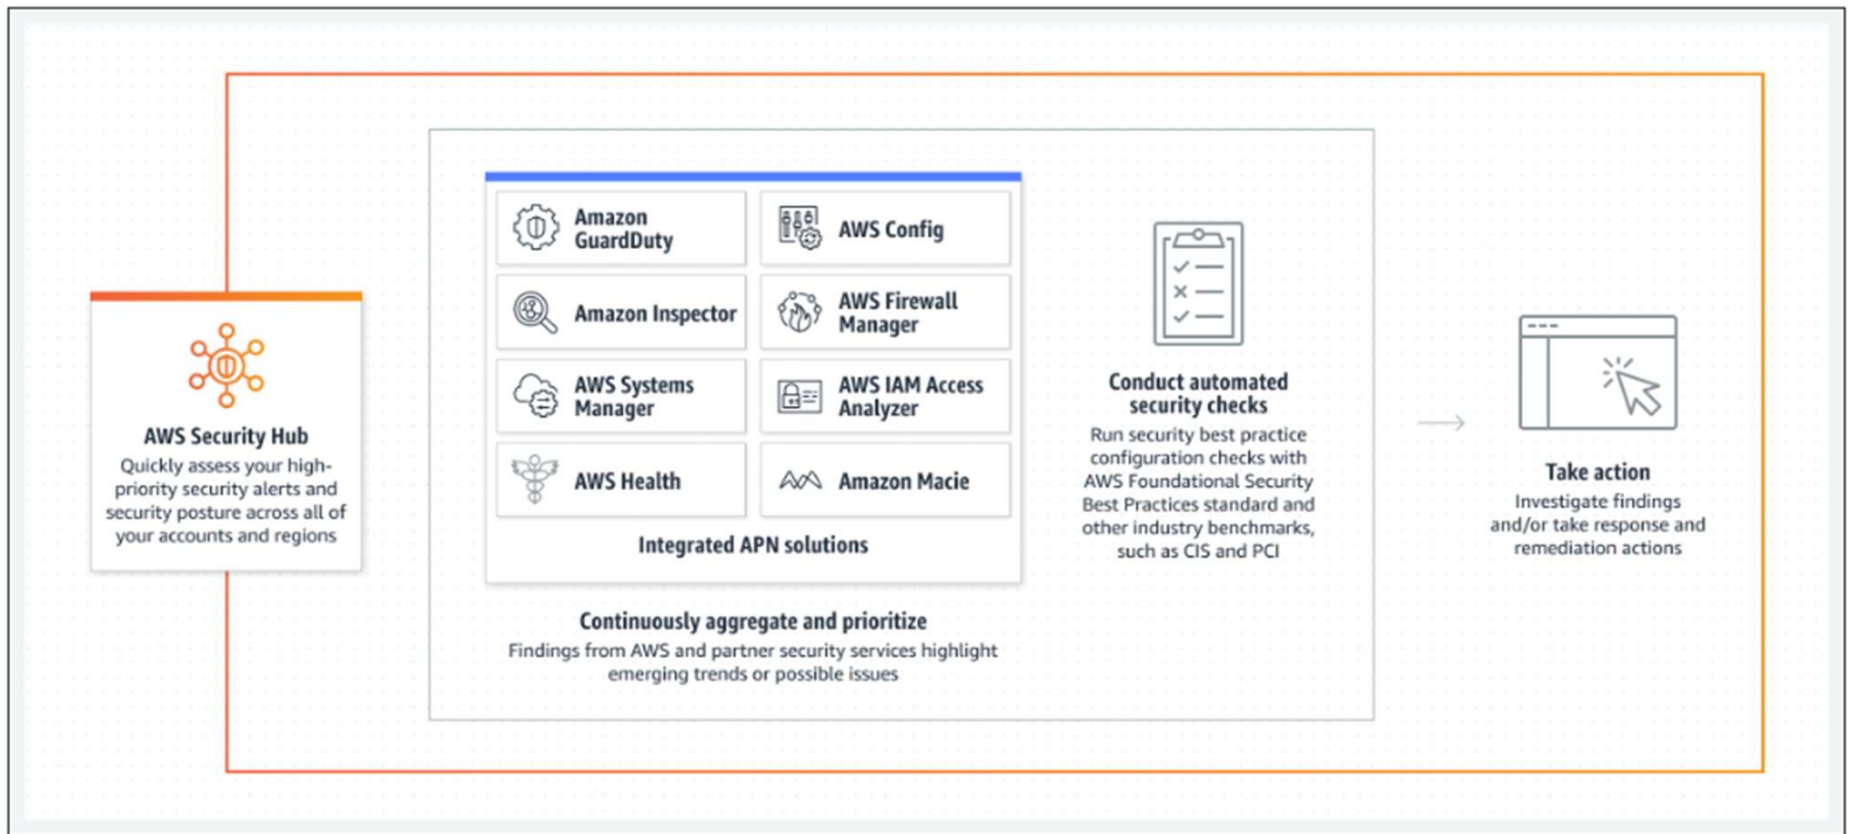 AWS Security Hub
Quickly assess your high-
priority security alerts and
security posture across all of
your accounts and regions
Amazon
GuardDuty
AWS Config
Amazon Inspector
AWS Firewall
Manager
AWS Systems
Manager
AWS IAM Access
Analyzer
AWS Health
Amazon Macie
Integrated APN solutions
Continuously aggregate and prioritize
Findings from AWS and partner security services highlight
emerging trends or possible issues
Conduct automated
security checks
Run security best practice
configuration checks with
AWS Foundational Security
Best Practices standard and
other industry benchmarks,
such as CIS and PCI
Take action
Investigate findings
and/or take response and
remediation actions